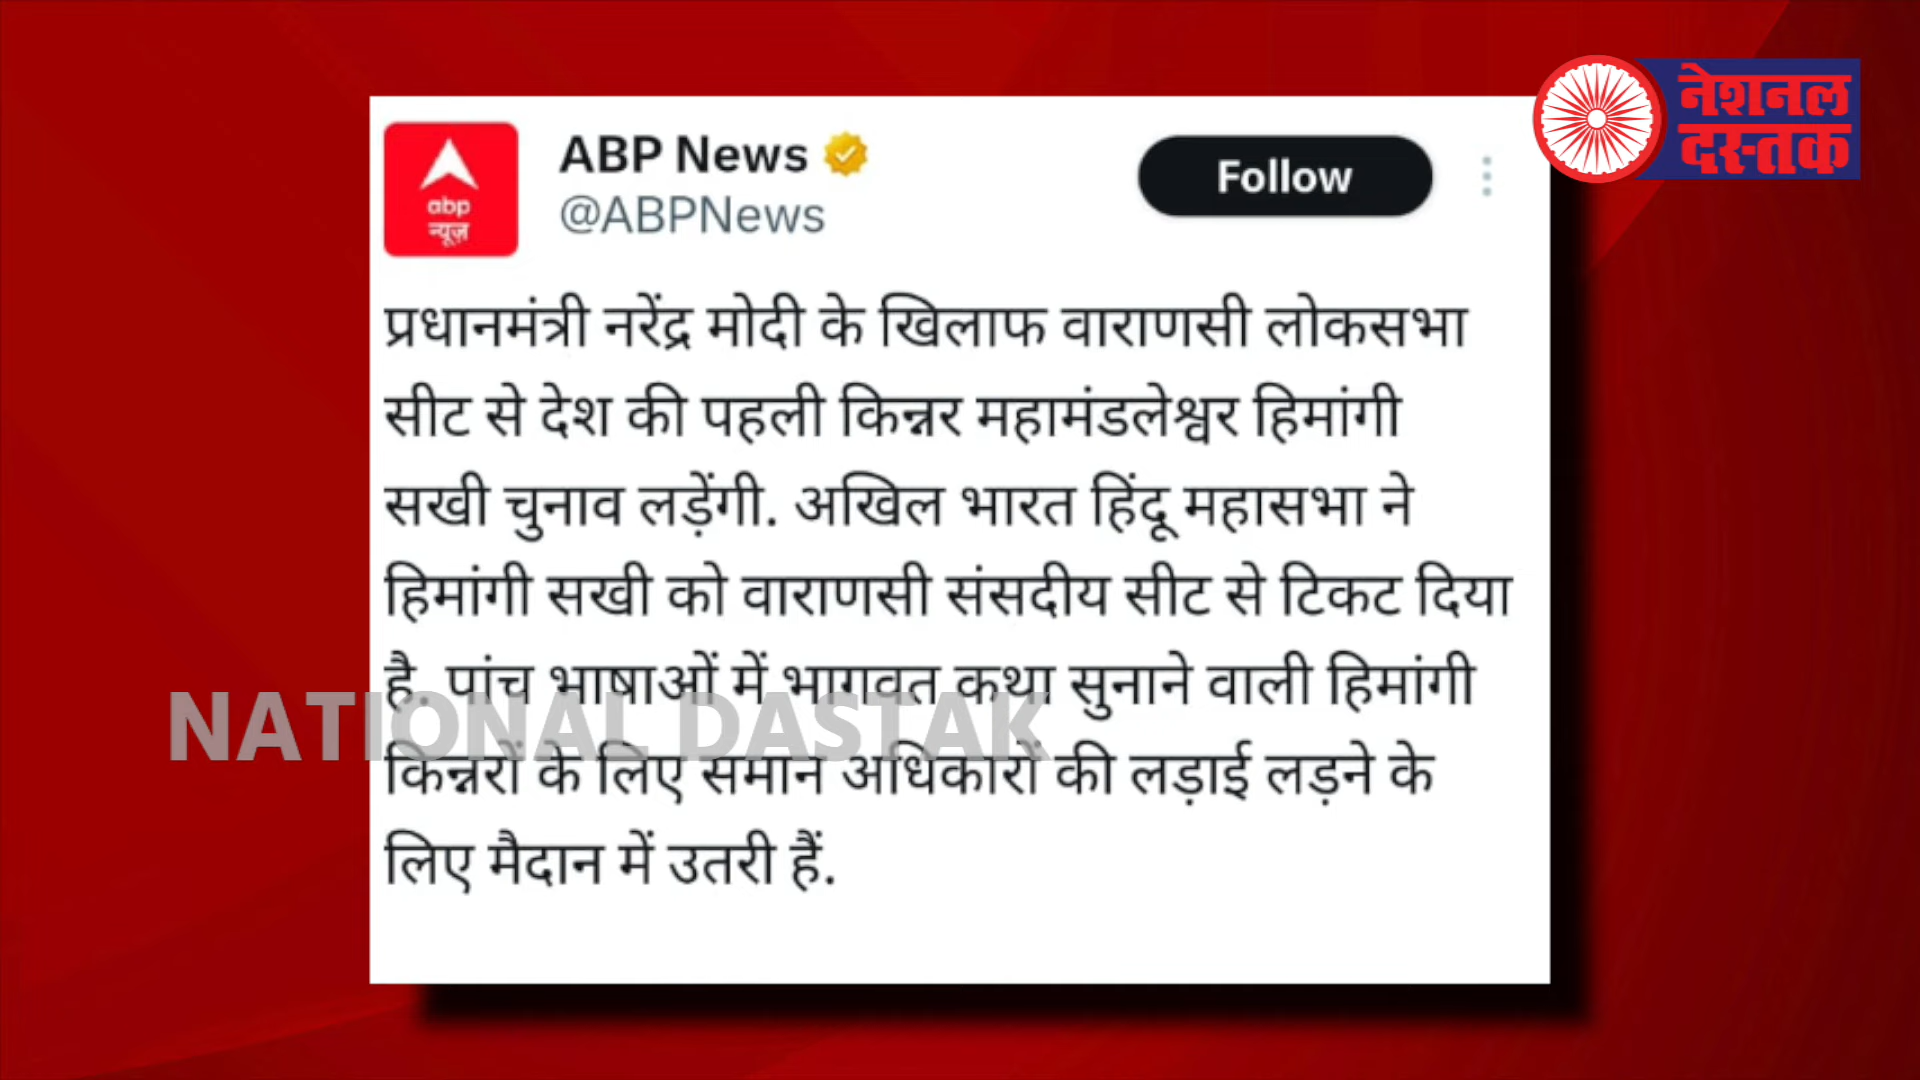 नेशनल
दस्तक
ABP News
@ABPNews
Follow
abp
न्यूज़
प्रधानमंत्री नरेंद्र मोदी के खिलाफ वाराणसी लोकसभा
सीट से देश की पहली किन्नर महामंडलेश्वर हिमांगी
सखी चुनाव लड़ेंगी. अखिल भारत हिंदू महासभा ने
हिमांगी सखी को वाराणसी संसदीय सीट से टिकट दिया
है. पांच भाषाओं में भागवत कथा सुनाने वाली हिमांगी
NATIONAL DASTAK
किन्नरों के लिए समान अधिकारों की लड़ाई लड़ने के
लिए मैदान में उतरी हैं.